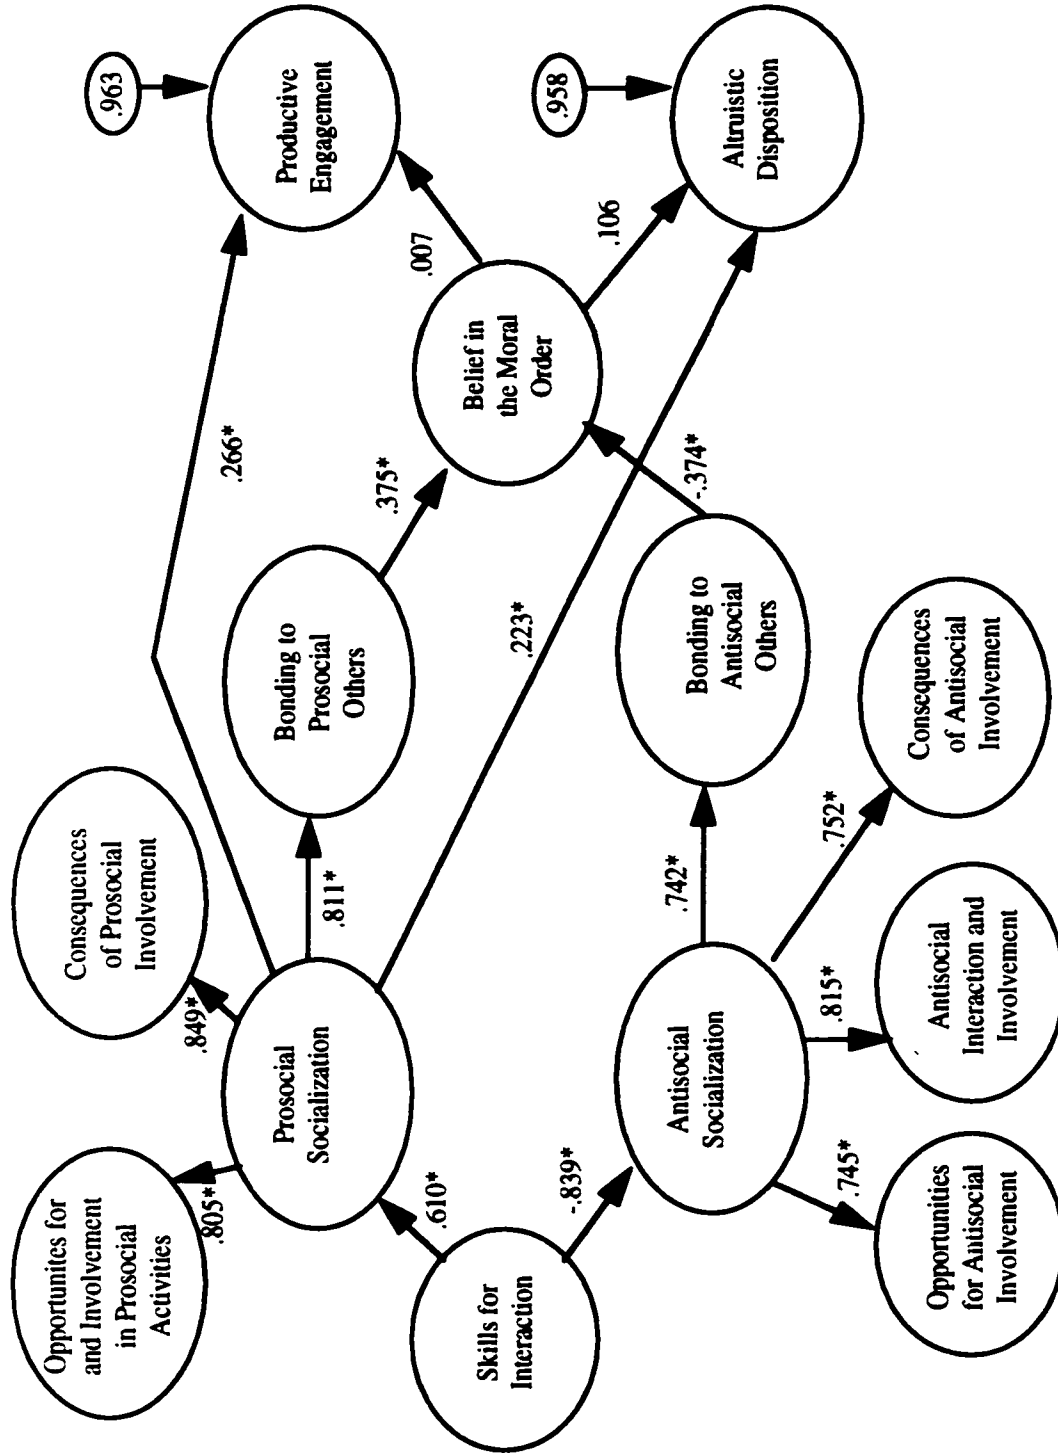 Opportunites for
and Involvement
in Prosocial
Activities
Consequences
of Prosocial
Involvement
.963
.805*
.849*
.266*
Productive
Engagement
Prosocial
Socialization
.811*
Bonding to
Prosocial
Others
.375*
.007
.610*
Skills for
Interaction
.223*
Belief in
the Moral
Order
.106
.958
-.839*
-.374*
Antisocial
Socialization
.742*
Bonding to
Antisocial
Others
Altruistic
Disposition
.745*
.815*
.752*
Opportunities
for Antisocial
Involvement
Antisocial
Interaction and
Involvement
Consequences
of Antisocial
Involvement